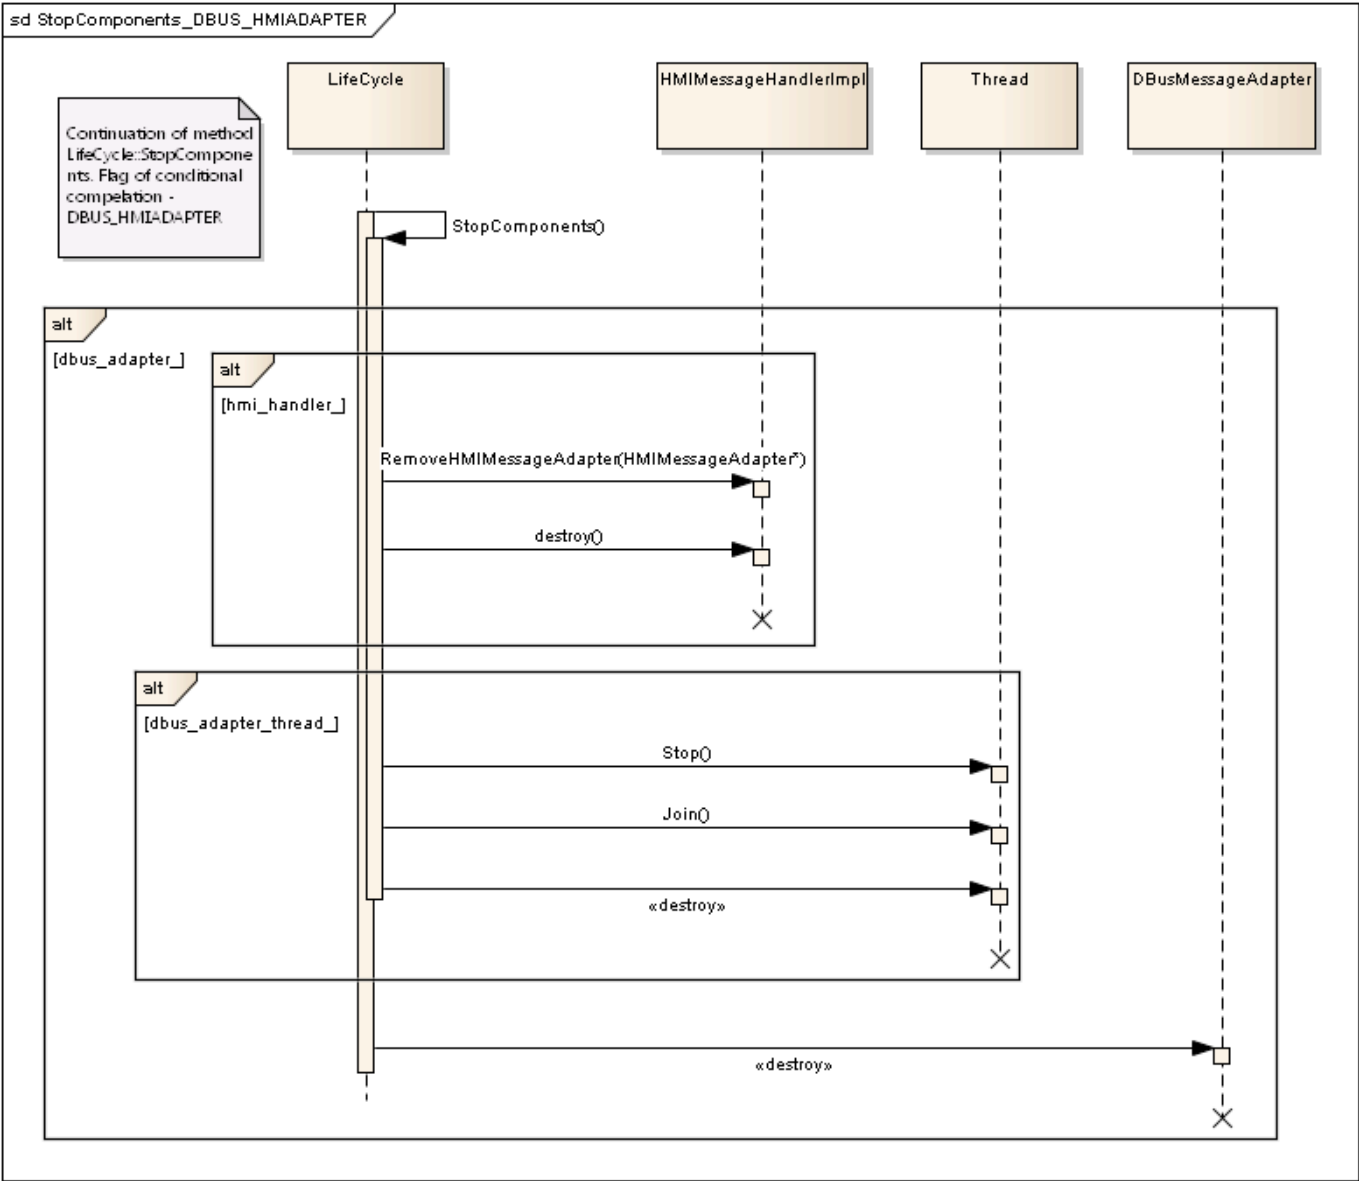 sd StopComponents_DBUS_HMIADAPTER
LifeCycle
HMIMessageHandlerImpl
Thread
DBusMessageAdapter
Continuation of method
LifeCycle::StopCompone
nts. Flag of conditional
compelation -
DBUS_HMIADAPTER
StopComponents()
alt
[dbus_adapter_]
alt
[hmi_handler_]
RemoveHMIMessageAdapter(HMIMessageAdapter*)
destroy()
alt
[dbus_adapter_thread_]
Stop()
Join()
«destroy»
«destroy»